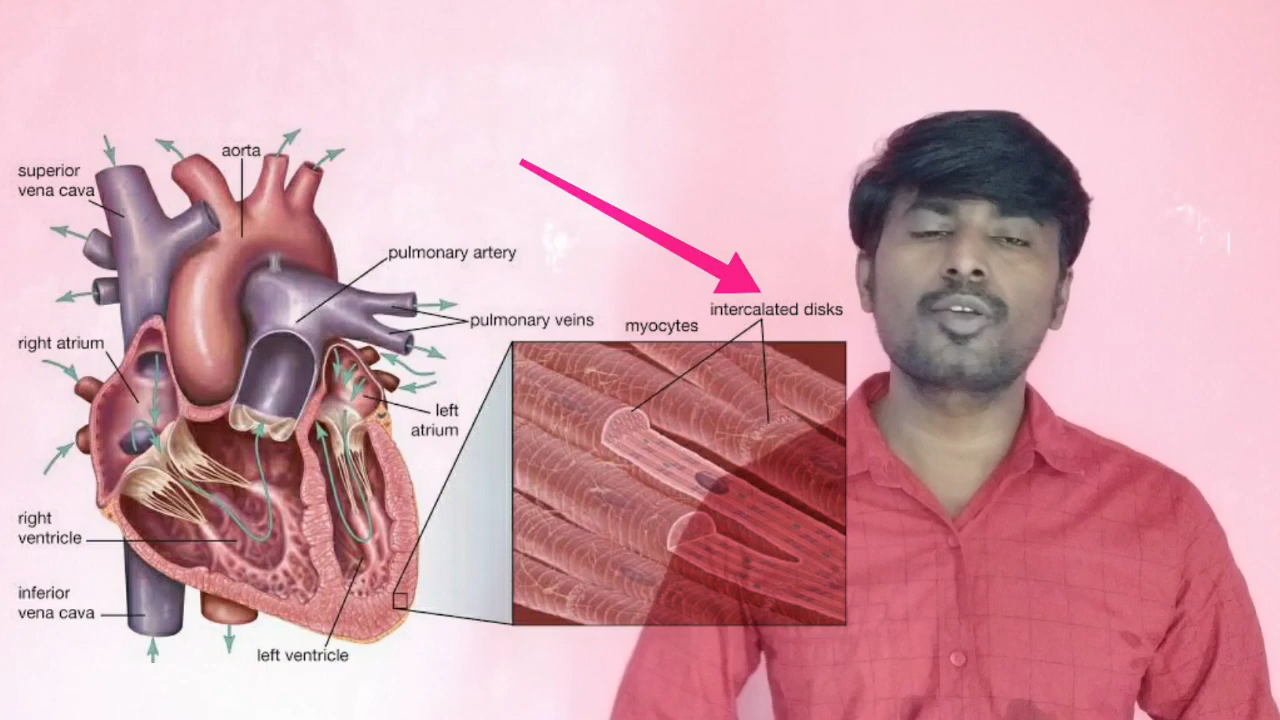 aorta
superior
vena cava
pulmonary artery
intercalated disks
pulmonary veins
myocytes
right atrium
left
atrium
right
ventricle
inferior
vena cava
left ventricle